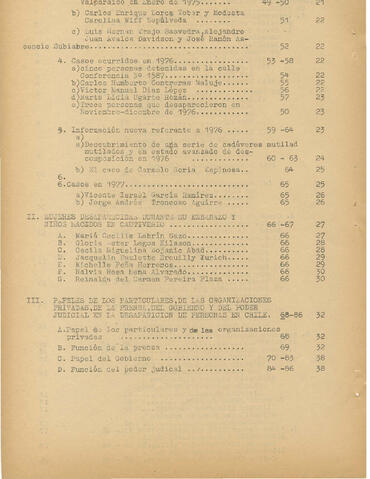 Valparaíso en Enero de 1975 .......... 49 -50 21
b) Carlos Enrique Lorca Tobar y Modesta
Carolina Wiff Sepúlveda .......... 51 22
c) Luis Hernan Trejo Saavedra, Alejandro
Juan Avalos Davidson y José Ramón As-
cencio Subiabre. .......... 52 22
4. Casos ocurridos en 1976 .......... 53 -58 22
a)cinco personas detenidas en la calle
Conferencia Nº 1587 .......... 54 22
b)Carlos Humberto Contreras Maluje .......... 55 22
c)Victor Manuel Díaz López .......... 56 22
d)Marta Lidia Ugarte Román .......... 57 23
e)Trece personas que desaparecieron en
Noviembre-diciembre de 1976 .......... 50 23
5. Información nueva referente a 1976 .. 59 -64 23
a)
a)Descubrimiento de una serie de cadáveres mutilad
mutilados y en estado avanzado de des-
composición en 1976 .......... 60 - 63 24
b) El caso de Carmelo Soria Espinosa.. 64 25
6.
6.Casos en 1977 .......... 65 25
a)Vicente Israel García Ramírez .......... 65 26
b) Jorge Andrés Troncoso Aguirre .......... 65 26
II. MUJERES DESAPARECIDAS DURANTE SU EMBARAZO Y
NIÑOS NACIDOS EN CAUTIVERIO .......... 66 -67 27
A. María Cecilia Labrin Sazo .......... 66 27
B. Gloria Ester Lagos Nilsson .......... 66 28
C. Cecilia Miguelina Bojanic Abad .......... 66 28
D. Jacquelin Paulette Drouilly Yurich .......... 66 29
E. Michelle Peña Herreros .......... 66 29
F. Nalvia Rosa Mena Alvarado .......... 66 30
G. Reinalda del Carmen Pereira Plaza .......... 66 30
III. PAPELES DE LOS PARTICULARES, DE LAS ORGANIZACIONES
PRIVADAS, DE LA PRENSA, DEL GOBIERNO Y DEL PODER
JUDICIAL EN LA DESAPARICION DE PERSONAS EN CHILE. 68-86 32
A.Papel de los particulares y de las organizaciones
privadas .......... 68 32
B. Función de la prensa .......... 69 32
C. Papel del Gobierno .......... 70 -83 38
D. Función del poder judical .......... 84 -86 38